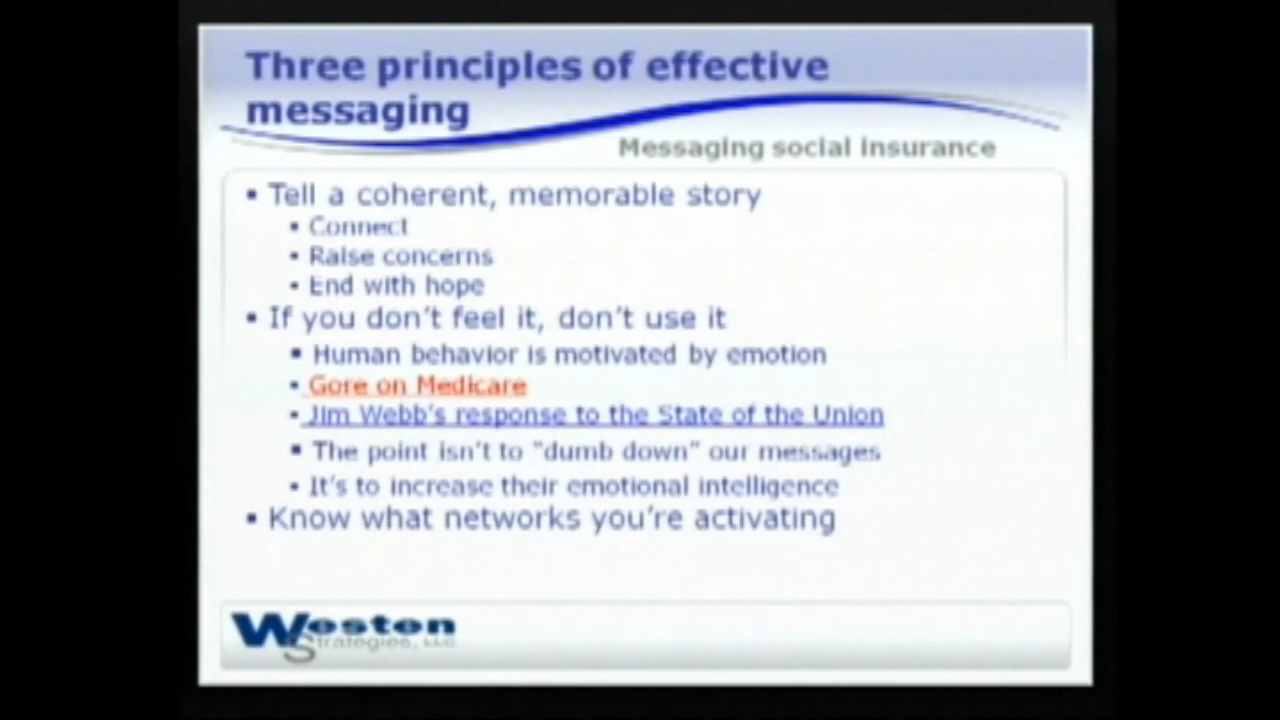 Three principles of effective
messaging
Messaging social insurance
▪ Tell a coherent, memorable story
▪ Connect
▪ Raise concerns
▪ End with hope
▪ If you don't feel it, don't use it
▪ Human behavior is motivated by emotion
▪ Gore on Medicare
▪ Jim Webb's response to the State of the Union
▪ The point isn't to "dumb down" our messages
▪ It's to increase their emotional intelligence
▪ Know what networks you're activating
Westen
Strategies, LLC